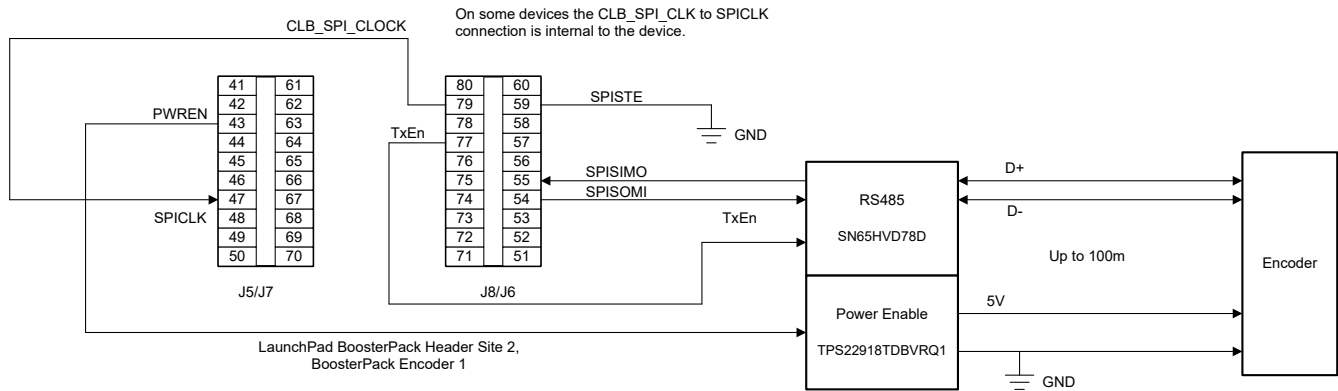 On some devices the CLB_SPI_CLK to SPICLK
connection is internal to the device.
CLB_SPI_CLOCK
41 61
42 62
43 63
44 64
45 65
46 66
47 67
48 68
49 69
50 70
J5/J7
PWREN
SPICLK
80 60
79 59
78 58
77 57
76 56
75 55
74 54
73 53
72 52
71 51
J8/J6
TxEn
SPISTE
GND
SPISIMO
SPISOMI
TxEn
RS485
SN65HVD78D
Power Enable
TPS22918TDBVRQ1
D+
D-
Up to 100m
5V
GND
Encoder
LaunchPad BoosterPack Header Site 2,
BoosterPack Encoder 1